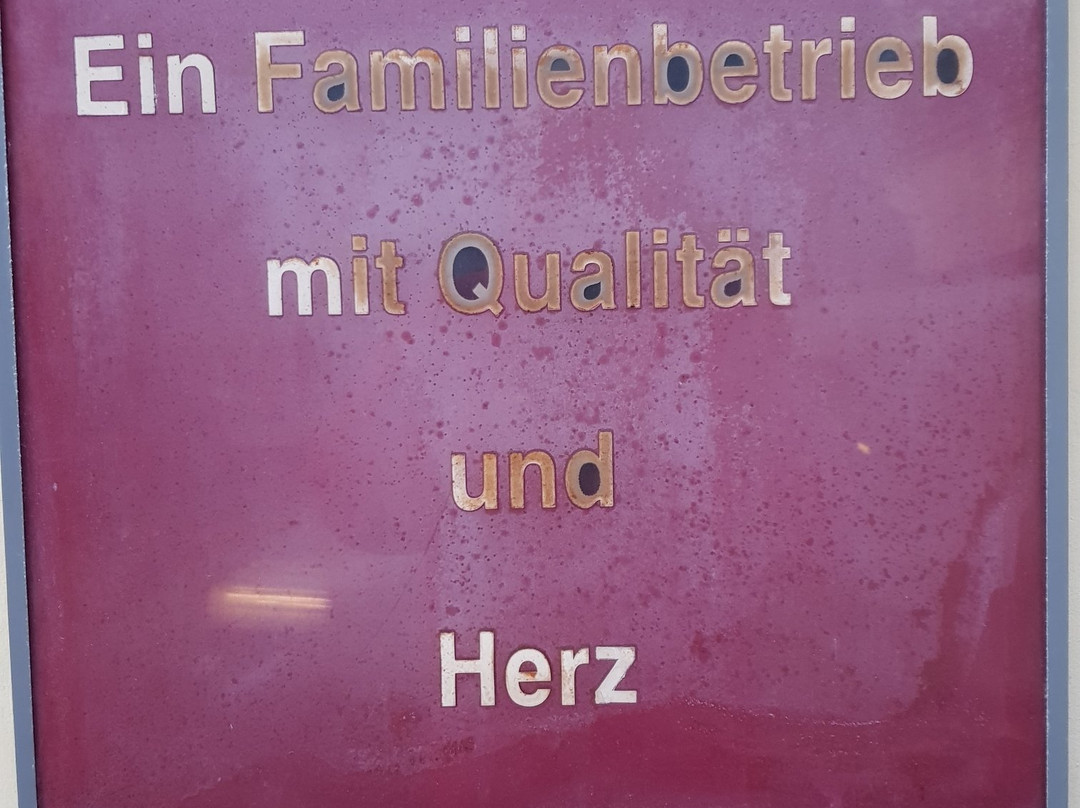 Ein Familienbetrieb
mit Qualität
und
Herz